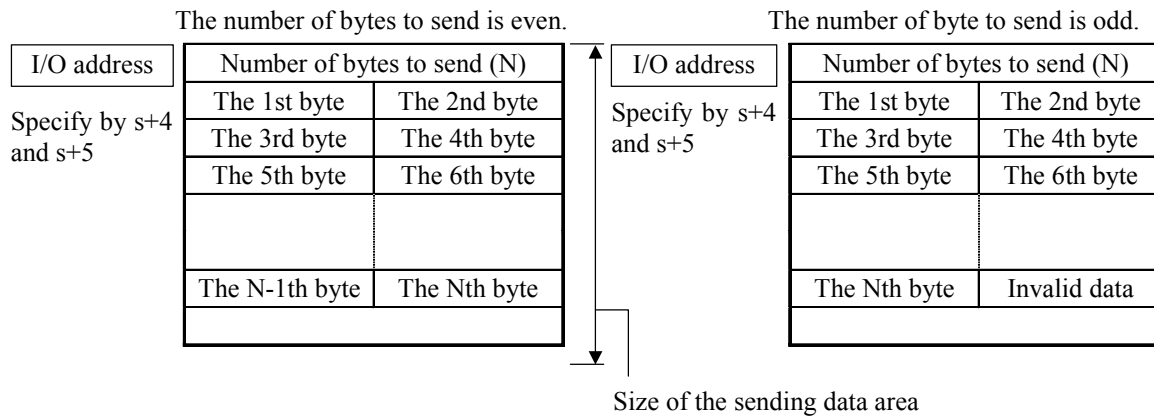 The number of bytes to send is even.
I/O address
Specify by s+4
and s+5
Number of bytes to send (N)
The 1st byte The 2nd byte
The 3rd byte The 4th byte
The 5th byte The 6th byte
The N-1th byte The Nth byte
The number of byte to send is odd.
I/O address
Specify by s+4
and s+5
Number of bytes to send (N)
The 1st byte The 2nd byte
The 3rd byte The 4th byte
The 5th byte The 6th byte
The Nth byte Invalid data
Size of the sending data area